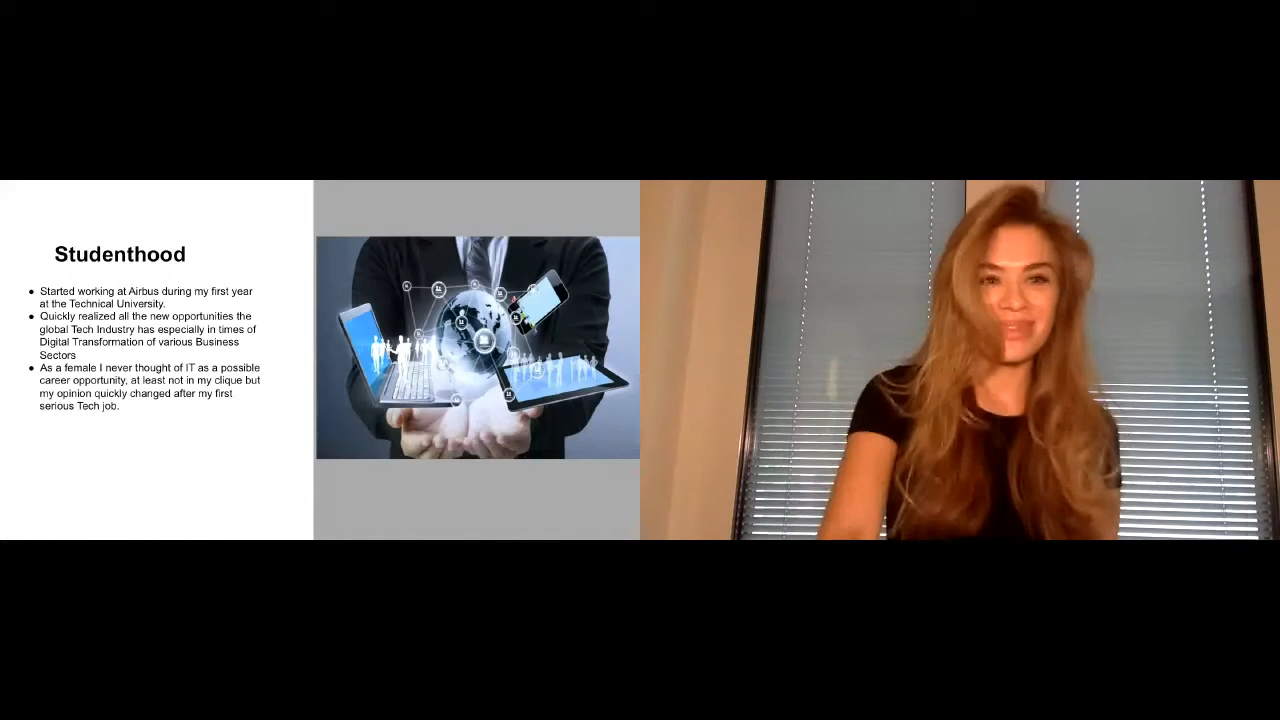 Studenthood
● Started working at Airbus during my first year
at the Technical University.
● Quickly realized all the new opportunities the
global Tech Industry has especially in times of
Digital Transformation of various Business
Sectors
● As a female I never thought of IT as a possible
career opportunity, at least not in my clique but
my opinion quickly changed after my first
serious Tech job.